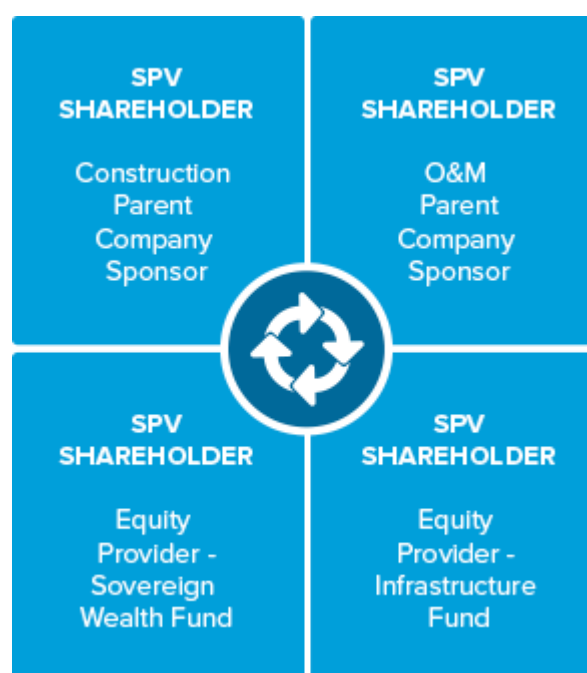 SPV
SHAREHOLDER
Construction
Parent
Company
Sponsor
SPV
SHAREHOLDER
O&M
Parent
Company
Sponsor
SPV
SHAREHOLDER
Equity
Provider -
Sovereign
Wealth Fund
SPV
SHAREHOLDER
Equity
Provider -
Infrastructure
Fund